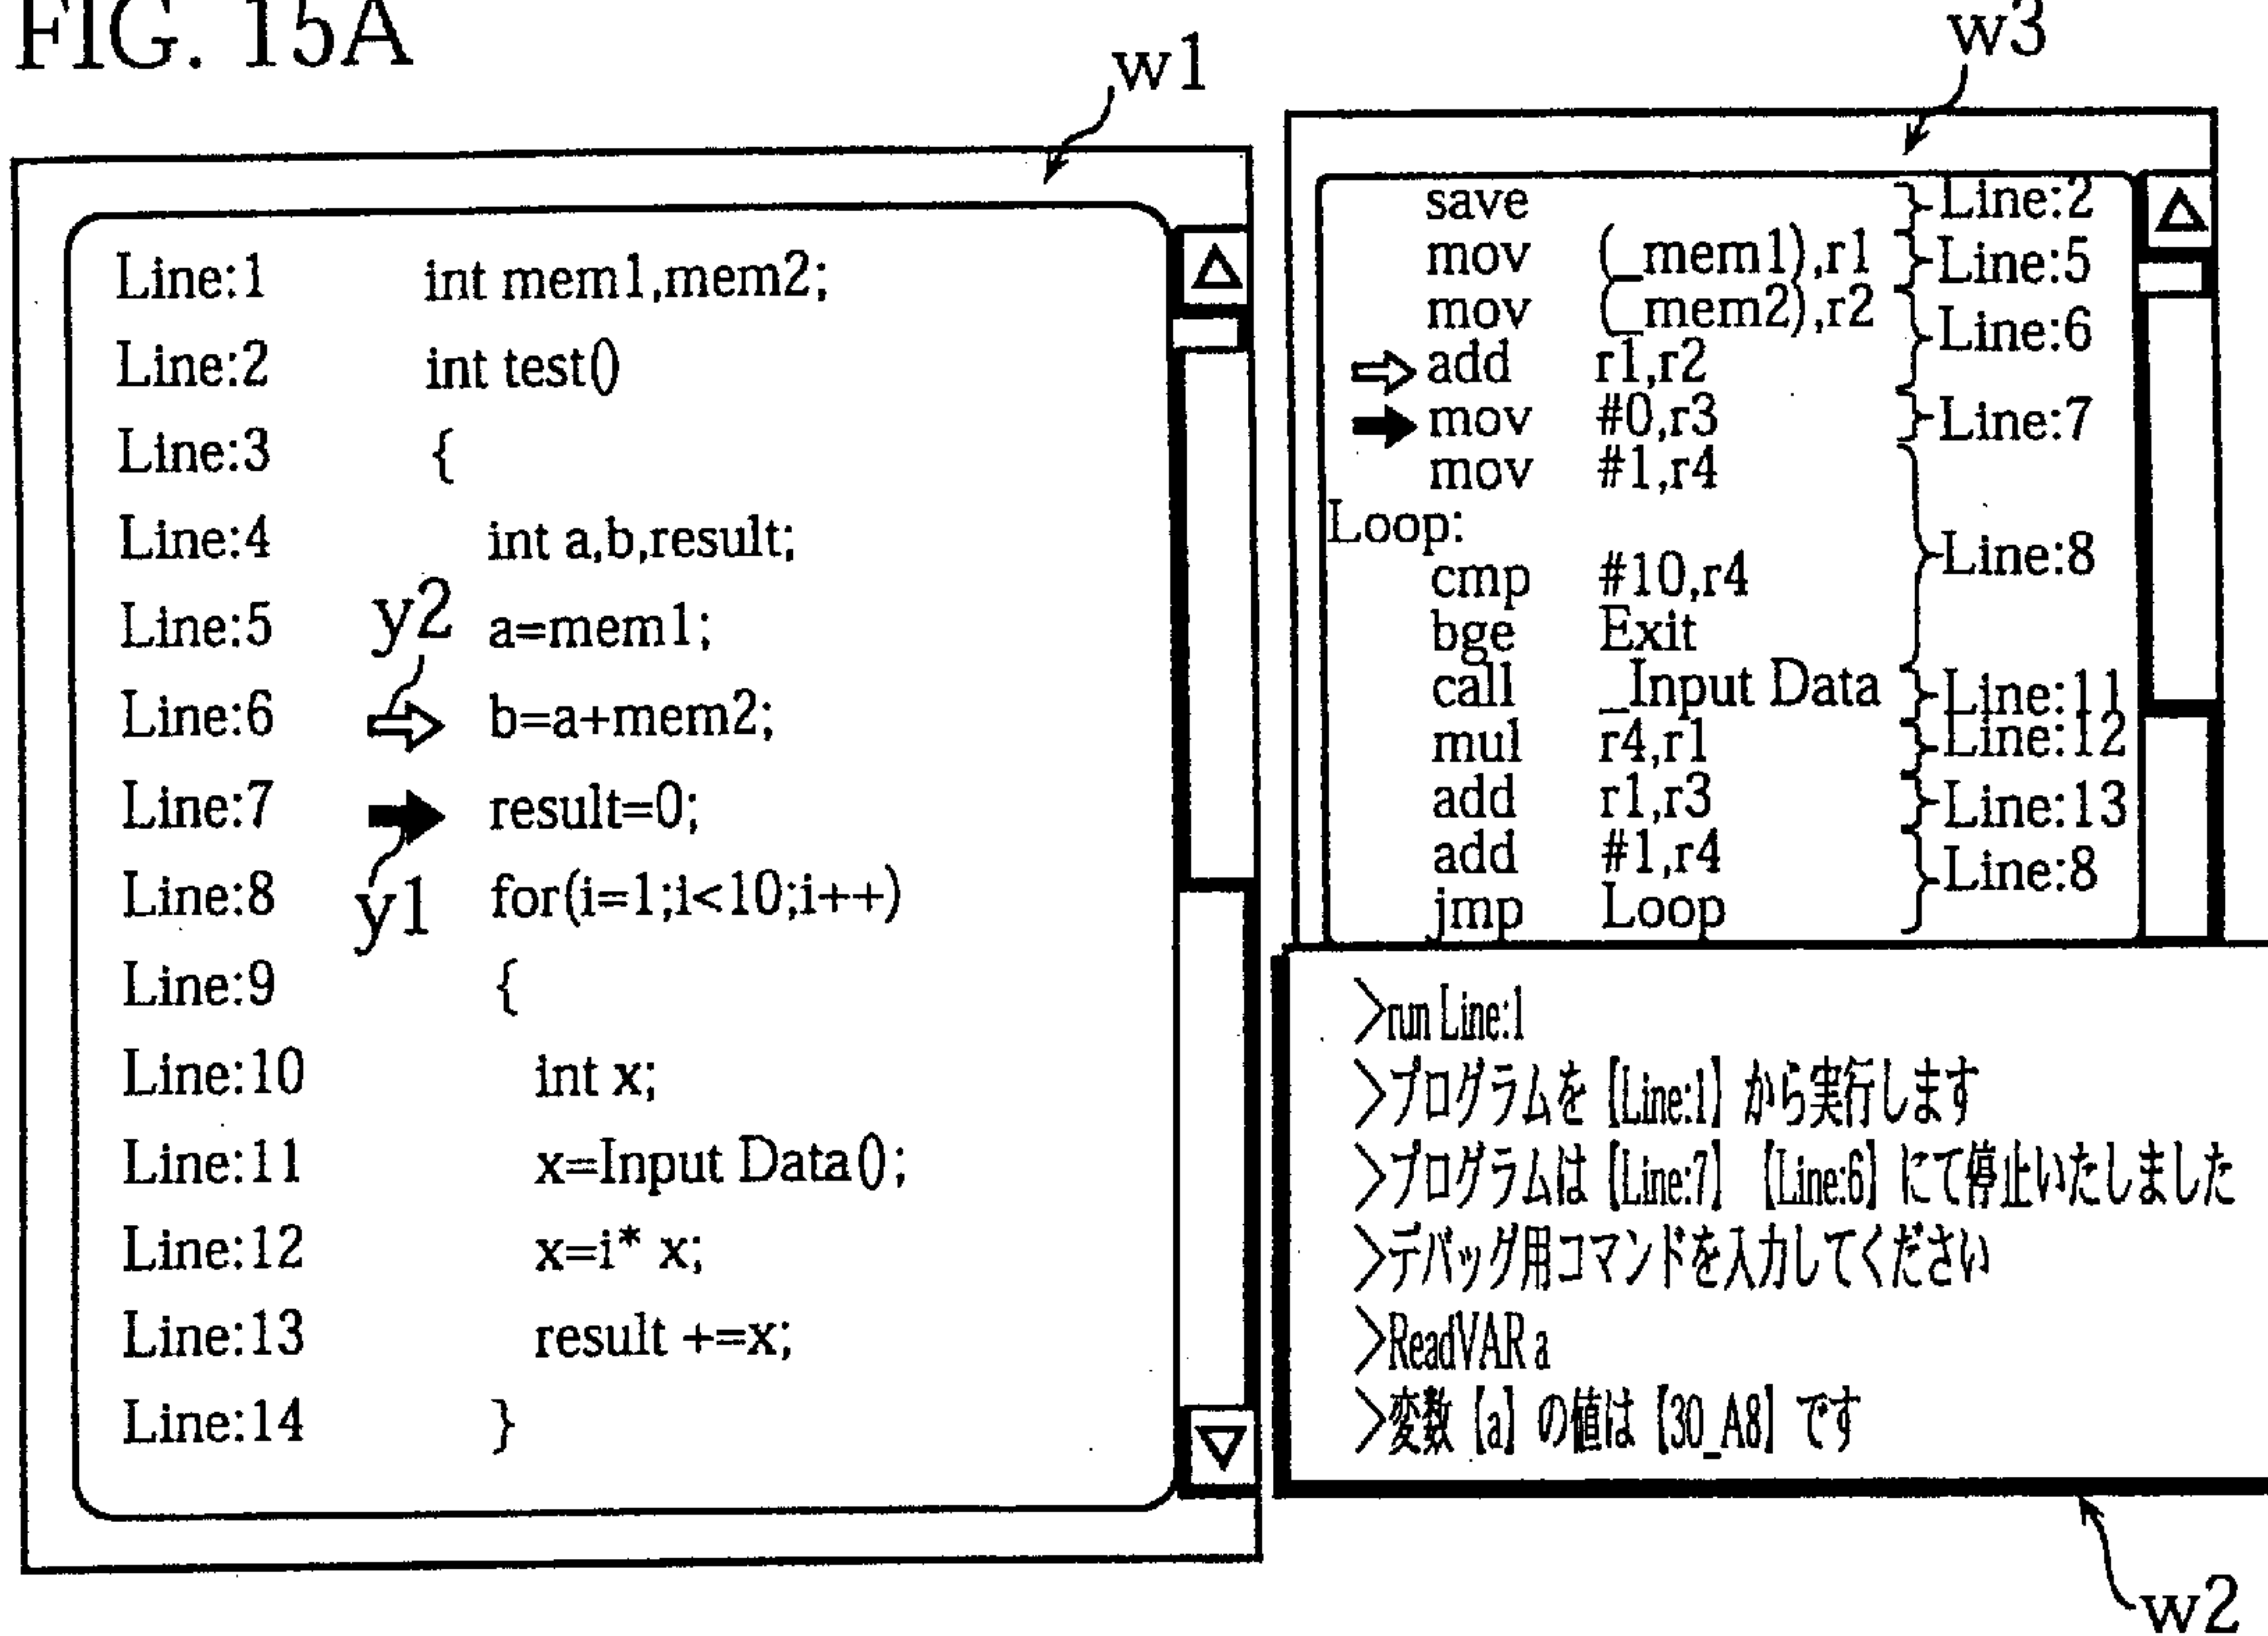 FIG. 15A
w1
Line:1 int mem1,mem2;
Line:2 int test()
Line:3 {
Line:4 int a,b,result;
y2
Line:5 a=mem1;
Line:6 b=a+mem2;
Line:7 result=0;
y1
Line:8 for(i=1;i<10;i++)
Line:9 {
Line:10 int x;
Line:11 x=Input Data();
Line:12 x=i* x;
Line:13 result +=x;
Line:14 }
w3
save Line:2
mov (_mem1),r1 Line:5
mov (_mem2),r2 Line:6
add r1,r2
mov #0,r3 Line:7
mov #1,r4
Loop: Line:8
cmp #10,r4
bge Exit
call _Input Data Line:11
mul r4,r1 Line:12
add r1,r3 Line:13
add #1,r4 Line:8
jmp Loop
>run Line:1
>プログラムを【Line:1】から実行します
>プログラムは【Line:7】【Line:6】にて停止いたしました
>デバッグ用コマンドを入力してください
>ReadVAR a
>変数【a】の値は【30_A8】です
w2